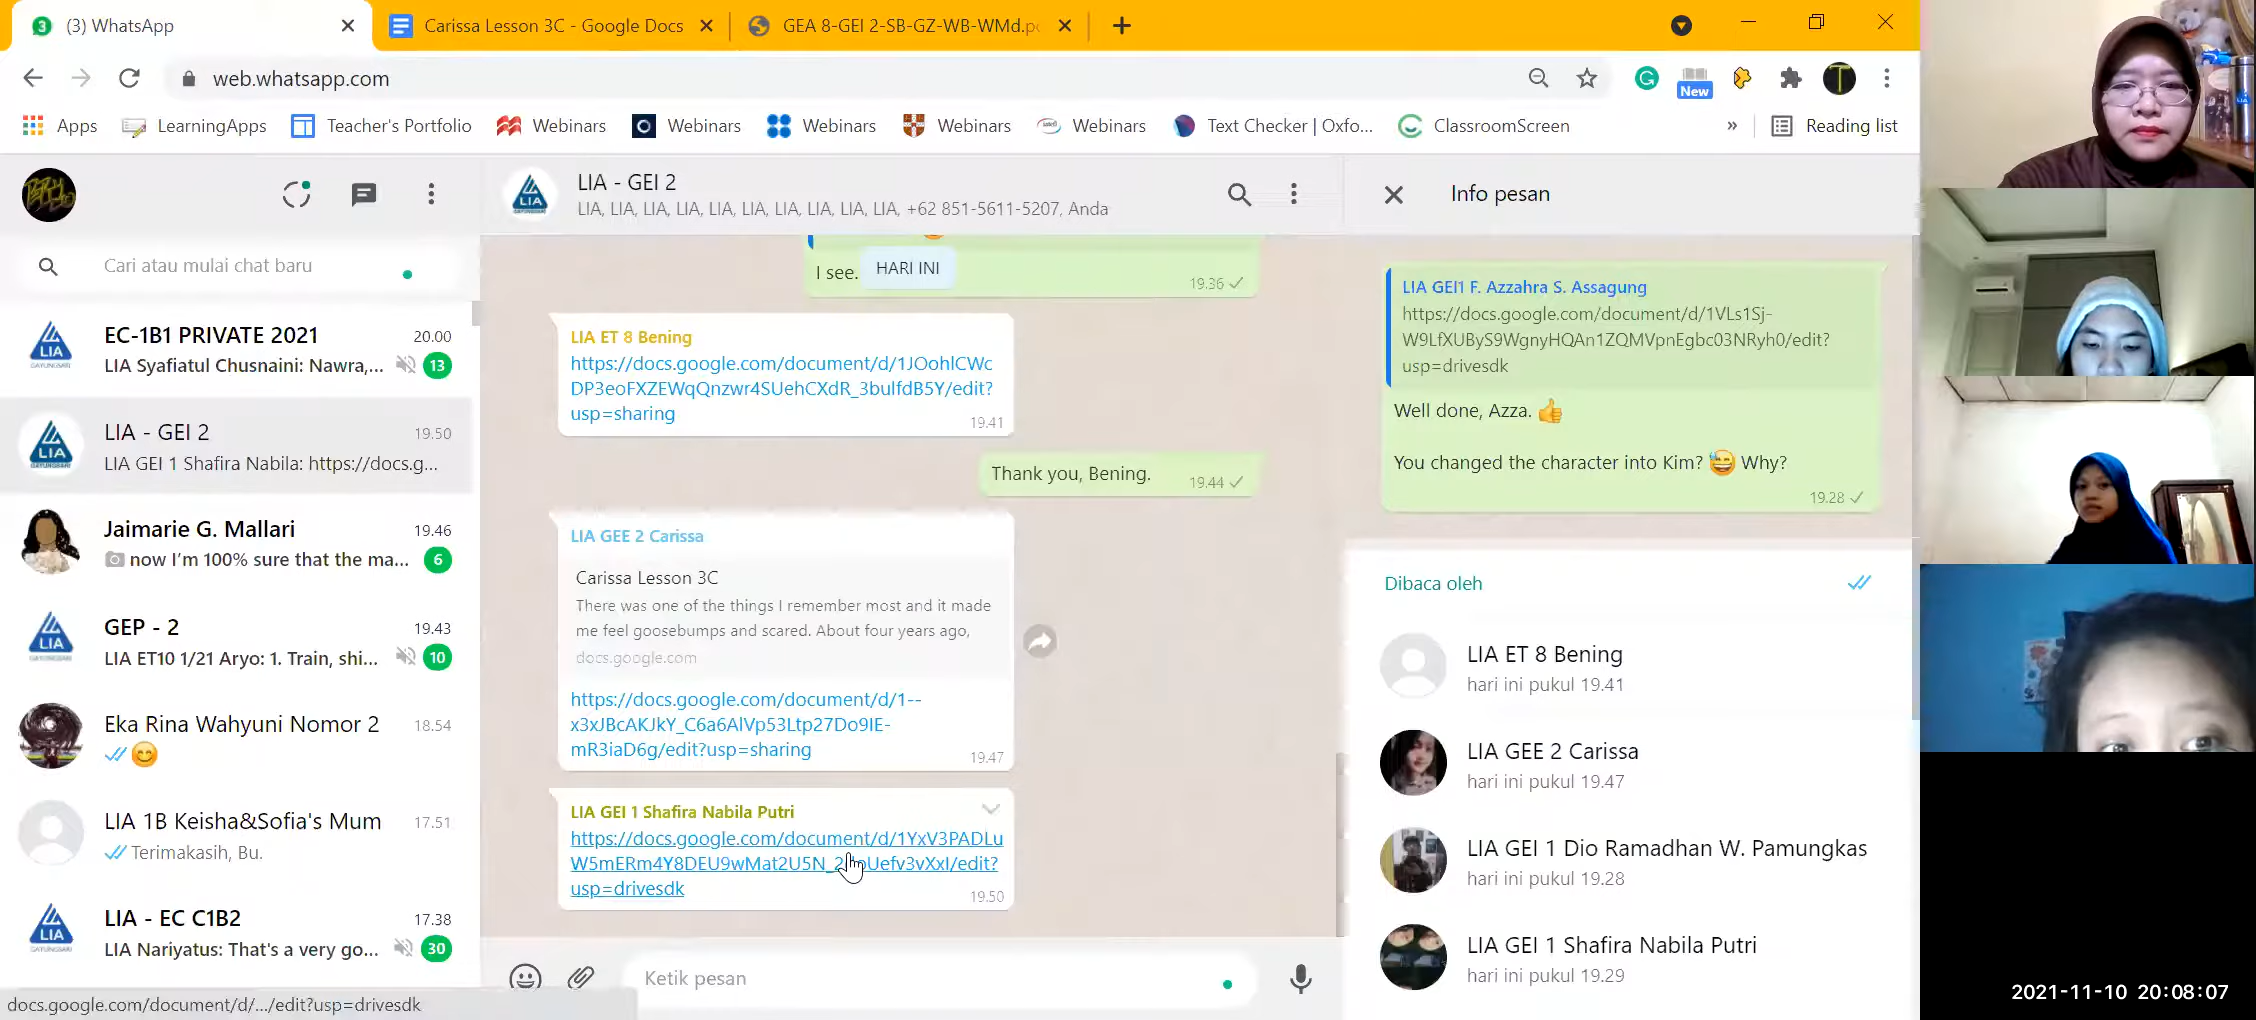 (3) WhatsApp
Carissa Lesson 3C - Google Docs
GEA 8-GEI 2-SB-GZ-WB-WMd.p
web.whatsapp.com
New
Apps
LearningApps
Teacher's Portfolio
Webinars
Webinars
Webinars
Webinars
Webinars
Text Checker | Oxfo...
ClassroomScreen
»
Reading list
LIA - GEI 2
LIA, LIA, LIA, LIA, LIA, LIA, LIA, LIA, LIA, LIA, +62 851-5611-5207, Anda
Info pesan
Cari atau mulai chat baru
EC-1B1 PRIVATE 2021
20.00
LIA Syafiatul Chusnaini: Nawra,...
13
LIA - GEI 2
19.50
LIA GEI 1 Shafira Nabila: https://docs.g...
Jaimarie G. Mallari
19.46
now I'm 100% sure that the ma...
6
GEP - 2
19.43
LIA ET10 1/21 Aryo: 1. Train, shi...
10
Eka Rina Wahyuni Nomor 2
18.54
LIA 1B Keisha&Sofia's Mum
17.51
Terimakasih, Bu.
LIA - EC C1B2
17.38
LIA Nariyatus: That's a very go...
30
docs.google.com/document/d/.../edit?usp=drivesdk
I see.
HARI INI
19.36
LIA ET 8 Bening
https://docs.google.com/document/d/1JOohlCWc
DP3eoFXZEWqQnzwr4SUehCXdR_3bulfdB5Y/edit?
usp=sharing
19.41
Thank you, Bening.
19.44
LIA GEE 2 Carissa
Carissa Lesson 3C
There was one of the things I remember most and it made
me feel goosebumps and scared. About four years ago,
docs.google.com
https://docs.google.com/document/d/1--
x3xJBcAKJkY_C6a6AlVp53Ltp27Do9IE-
mR3iaD6g/edit?usp=sharing
19.47
LIA GEI 1 Shafira Nabila Putri
https://docs.google.com/document/d/1YxV3PADLu
W5mERm4Y8DEU9wMat2U5N_2 Uefv3vXxI/edit?
usp=drivesdk
19.50
Ketik pesan
LIA GEI1 F. Azzahra S. Assagung
https://docs.google.com/document/d/1VLs1Sj-
W9LfXUByS9WgnyHQAn1ZQMVpnEgbc03NRyh0/edit?
usp=drivesdk
Well done, Azza. 👍
You changed the character into Kim? 😅 Why?
19.28
Dibaca oleh
LIA ET 8 Bening
hari ini pukul 19.41
LIA GEE 2 Carissa
hari ini pukul 19.47
LIA GEI 1 Dio Ramadhan W. Pamungkas
hari ini pukul 19.28
LIA GEI 1 Shafira Nabila Putri
hari ini pukul 19.29
2021-11-10 20:08:07